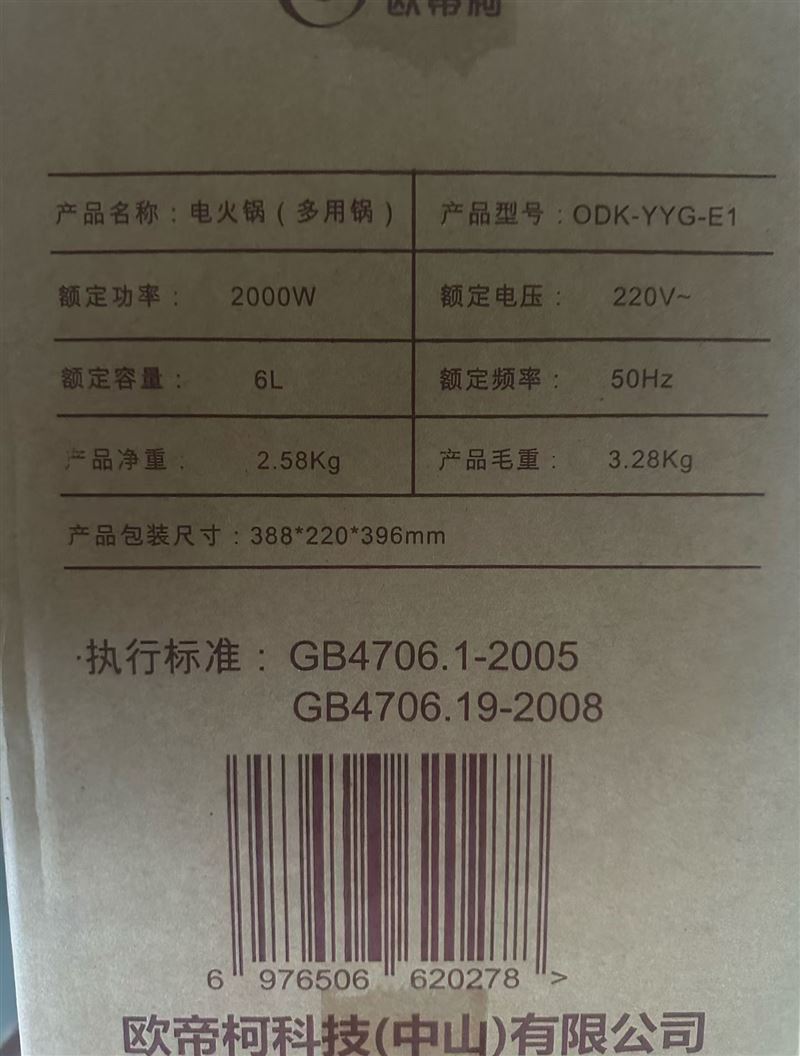 欧帝柯
产品名称：电火锅（多用锅） 产品型号：ODK-YYG-E1
额定功率： 2000W 额定电压： 220V~
额定容量： 6L 额定频率： 50Hz
产品净重： 2.58Kg 产品毛重： 3.28Kg
产品包装尺寸：388*220*396mm
·执行标准：GB4706.1-2005
GB4706.19-2008
6 976506 620278 >
欧帝柯科技(中山)有限公司